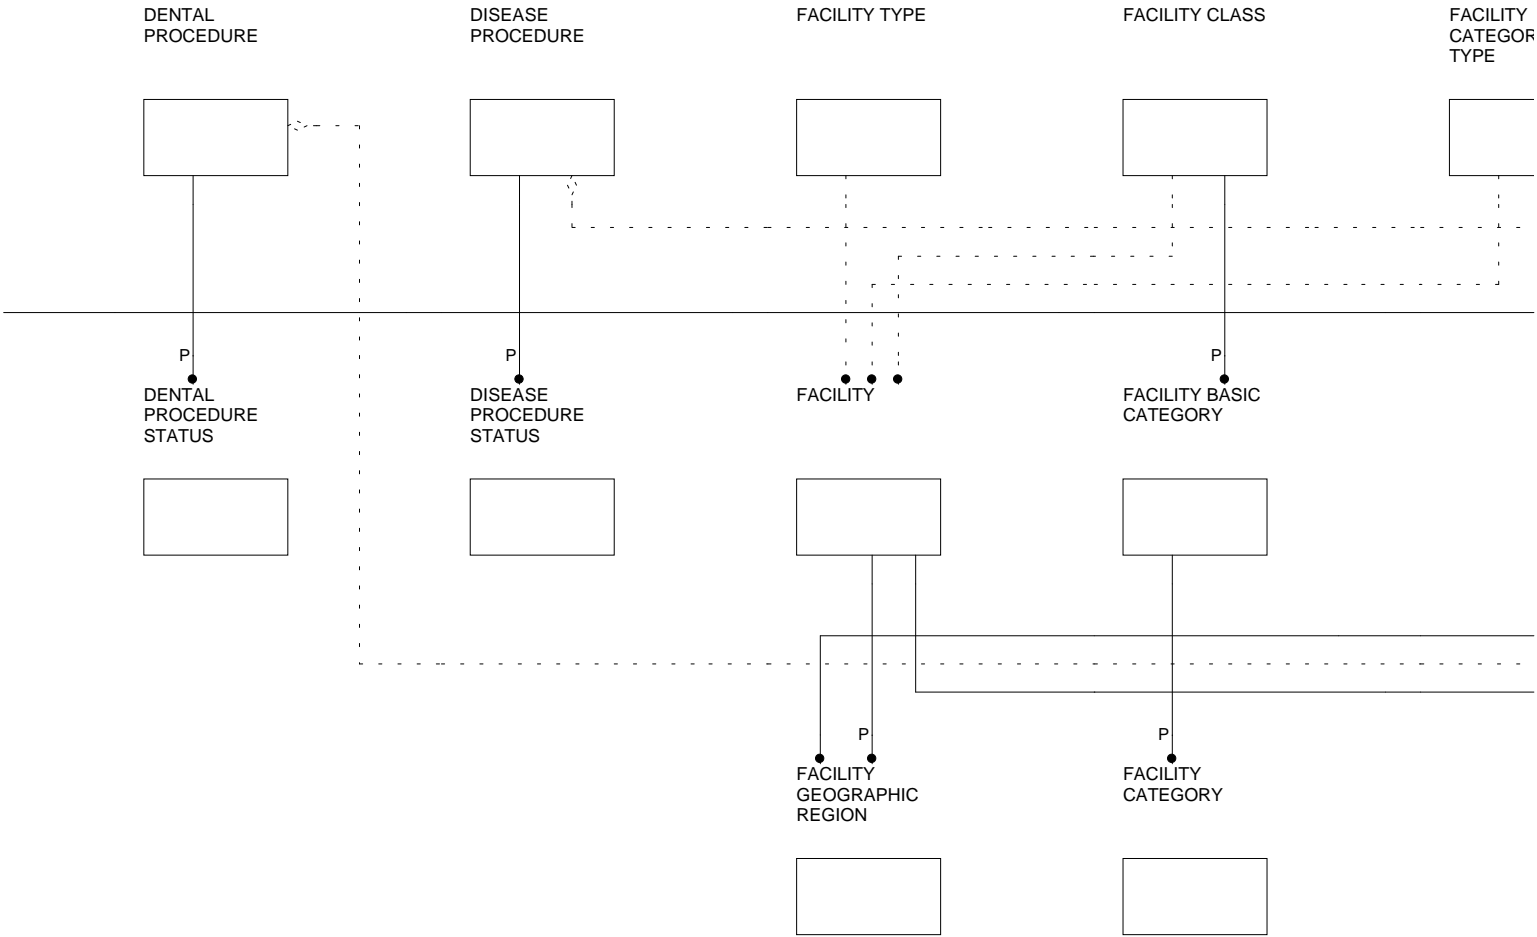 DENTAL
PROCEDURE
DISEASE
PROCEDURE
FACILITY TYPE
FACILITY CLASS
FACILITY
TYPE
P
P
P
DENTAL
PROCEDURE
STATUS
DISEASE
PROCEDURE
STATUS
FACILITY
FACILITY BASIC
CATEGORY
P
P
FACILITY
GEOGRAPHIC
REGION
FACILITY
CATEGORY